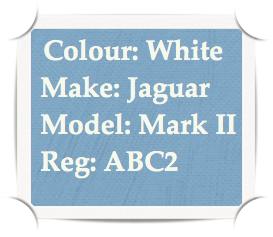 Colour: White
Make: Jaguar
Model: Mark II
Reg: ABC2